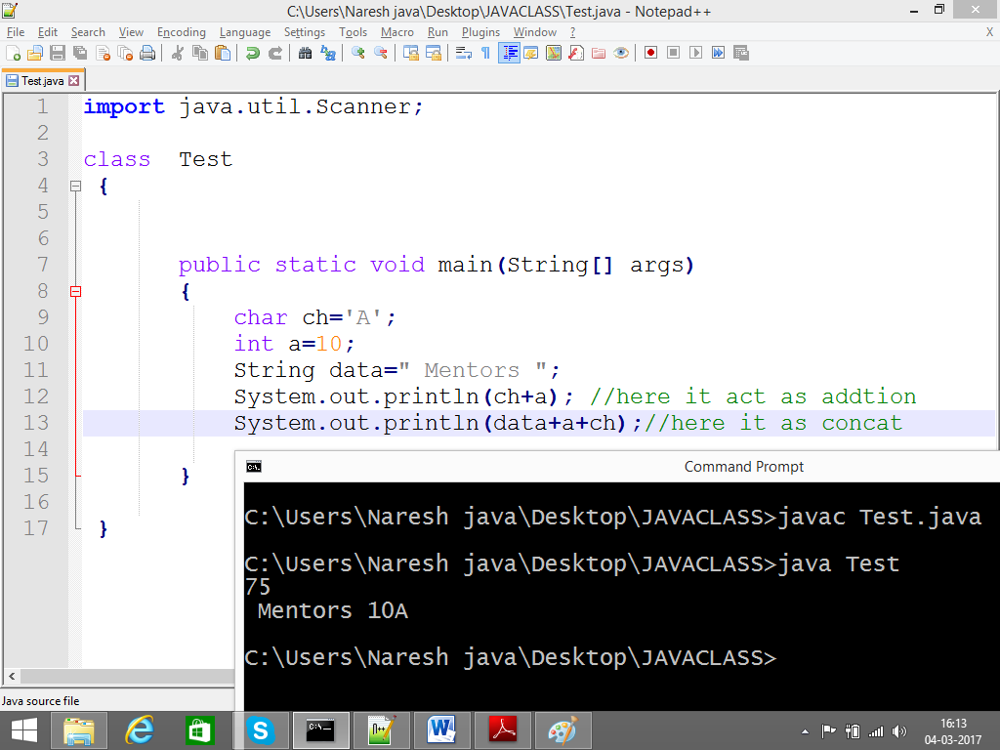 C:\Users\Naresh java\Desktop\JAVACLASS\Test.java - Notepad++
File Edit Search View Encoding Language Settings Tools Macro Run Plugins Window ? X
Test.java
1 import java.util.Scanner;
2
3 class  Test
4 {
5
6
7 public static void main(String[] args)
8 {
9 char ch='A';
10 int a=10;
11 String data=" Mentors ";
12 System.out.println(ch+a); //here it act as addtion
13 System.out.println(data+a+ch);//here it as concat
14
15 }
16
17 }
Command Prompt
C:\Users\Naresh java\Desktop\JAVACLASS>javac Test.java
C:\Users\Naresh java\Desktop\JAVACLASS>java Test
75
 Mentors 10A
C:\Users\Naresh java\Desktop\JAVACLASS>
Java source file
16:13
04-03-2017